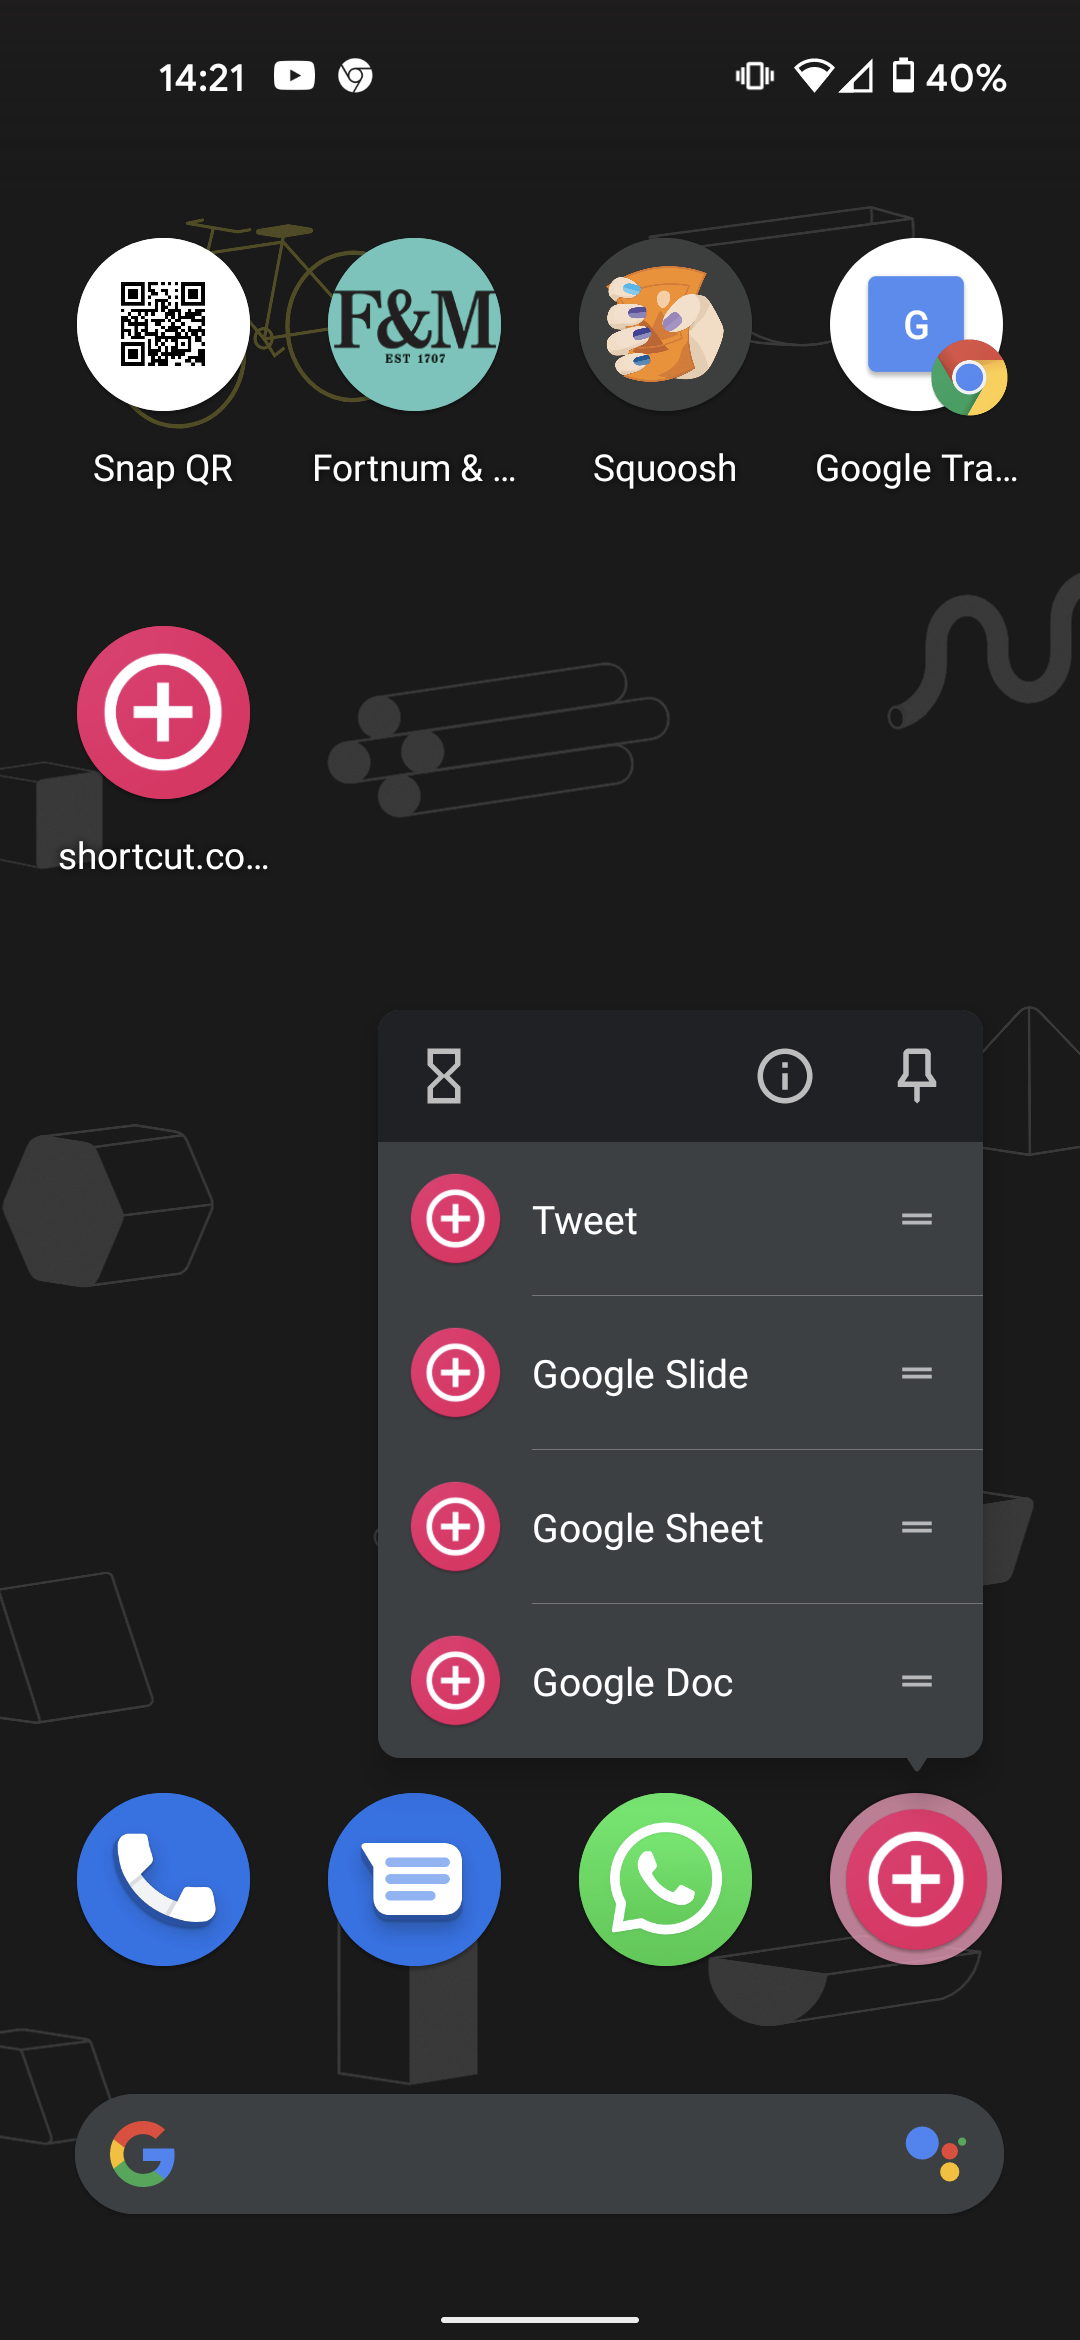 14:21
40%
F&M
EST 1707
G
Snap QR
Fortnum & ...
Squoosh
Google Tra...
shortcut.co...
Tweet
Google Slide
Google Sheet
Google Doc